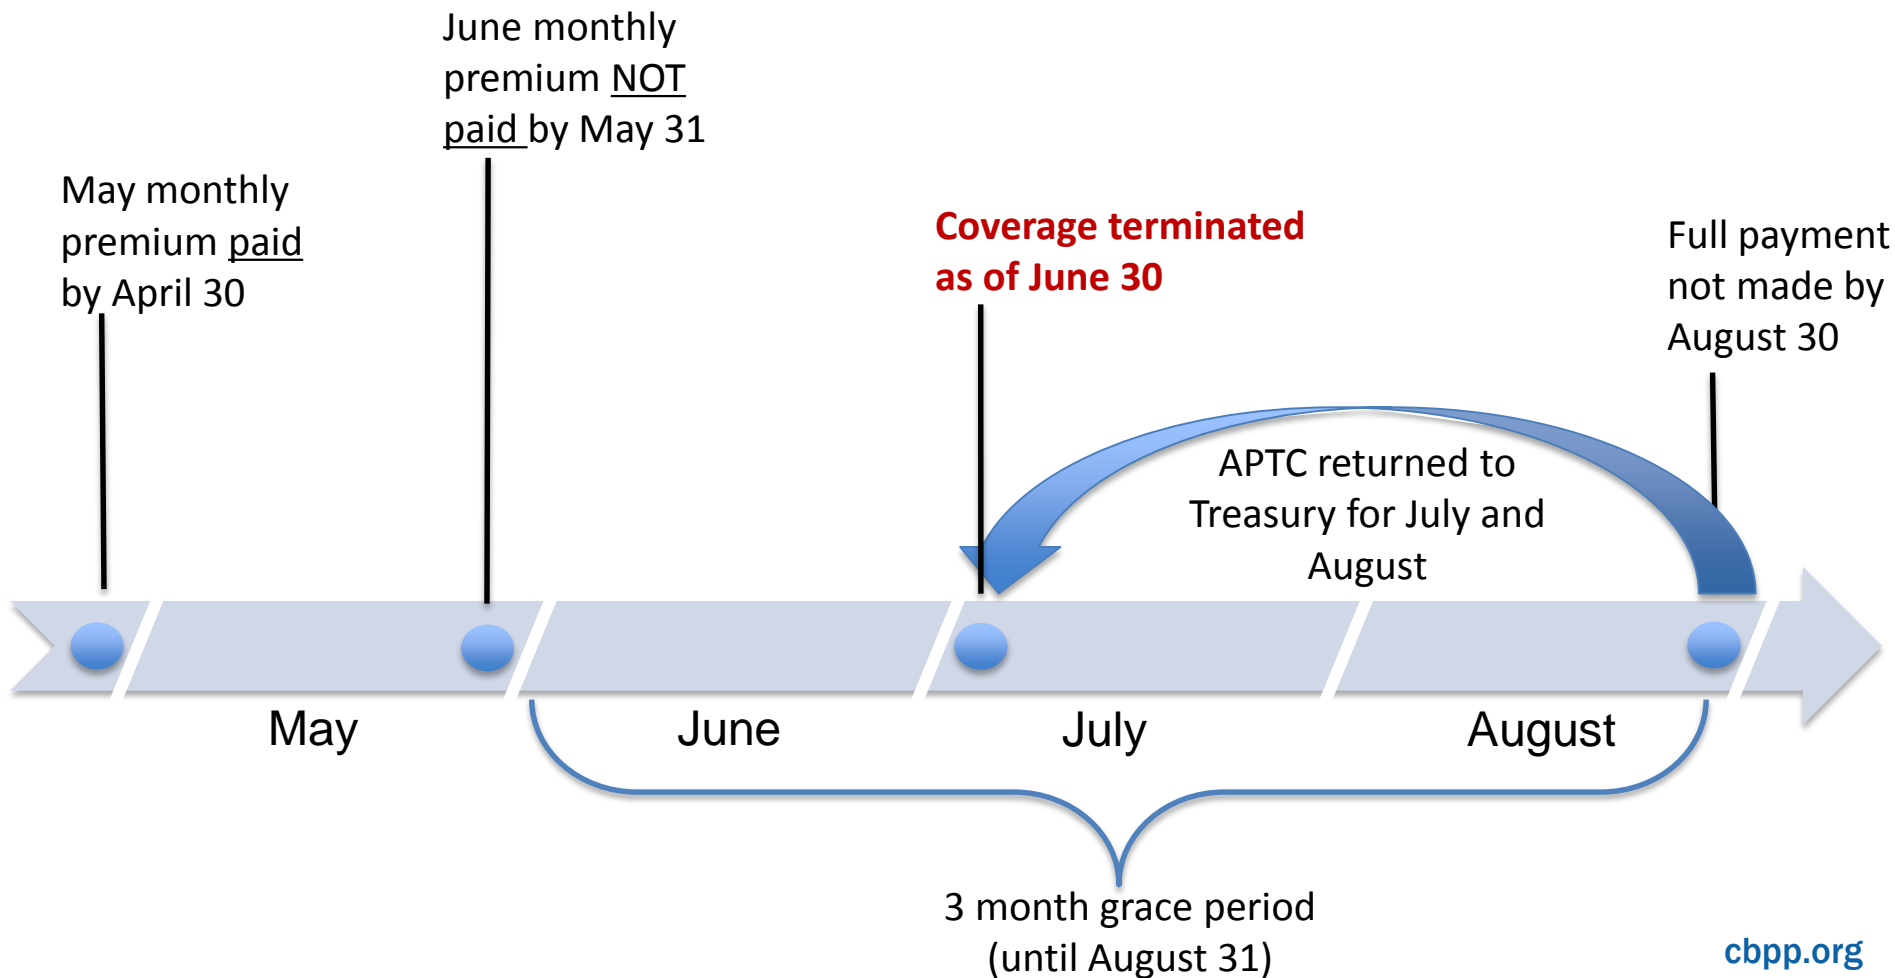 June monthly
premium NOT
paid by May 31
May monthly
premium paid
by April 30
Coverage terminated
as of June 30
Full payment
not made by
August 30
APTC returned to
Treasury for July and
August
May
June
July
August
3 month grace period
(until August 31)
cbpp.org